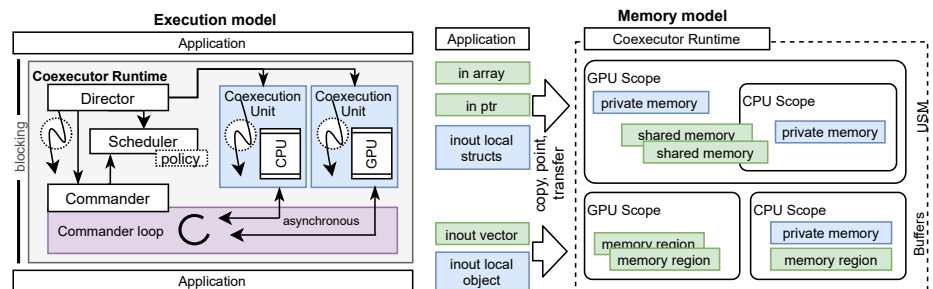 Execution model
Application
blocking
Coexecutor Runtime
Director
Scheduler
policy
Commander
Coexecution
Unit
CPU
Coexecution
Unit
GPU
asynchronous
Commander loop
Application
Memory model
Application
in array
in ptr
inout local
structs
inout vector
inout local
object
copy, point,
transfer
Coexecutor Runtime
GPU Scope
private memory
shared memory
shared memory
CPU Scope
private memory
USM
GPU Scope
memory region
memory region
CPU Scope
private memory
memory region
Buffers